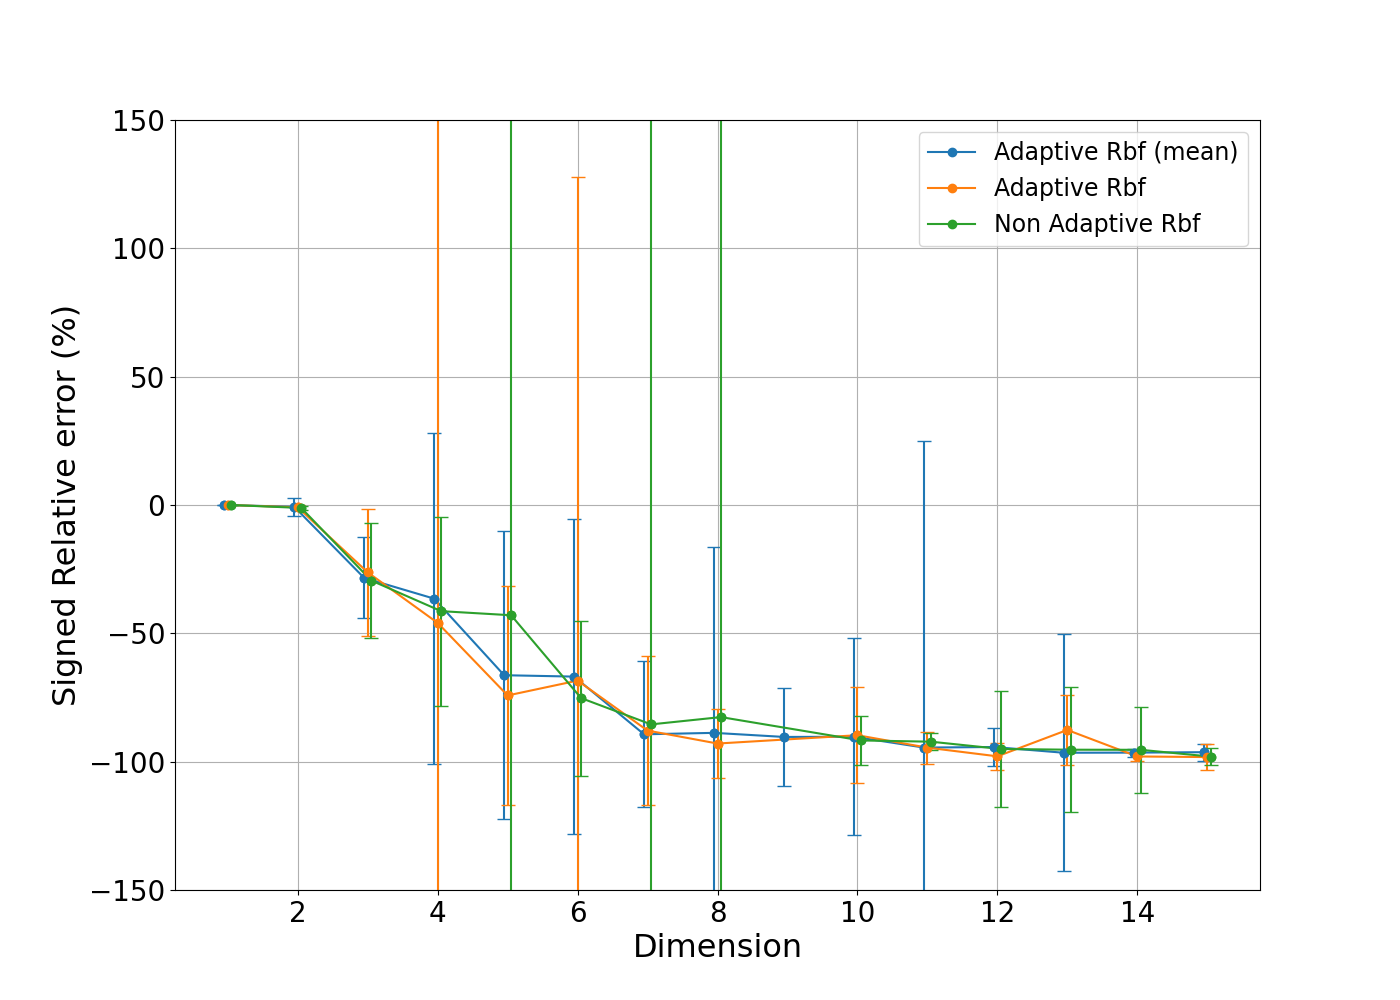 Adaptive Rbf (mean)
Adaptive Rbf
Non Adaptive Rbf
Signed Relative error (%)
150
100
50
0
−50
−100
−150
2 4 6 8 10 12 14
Dimension